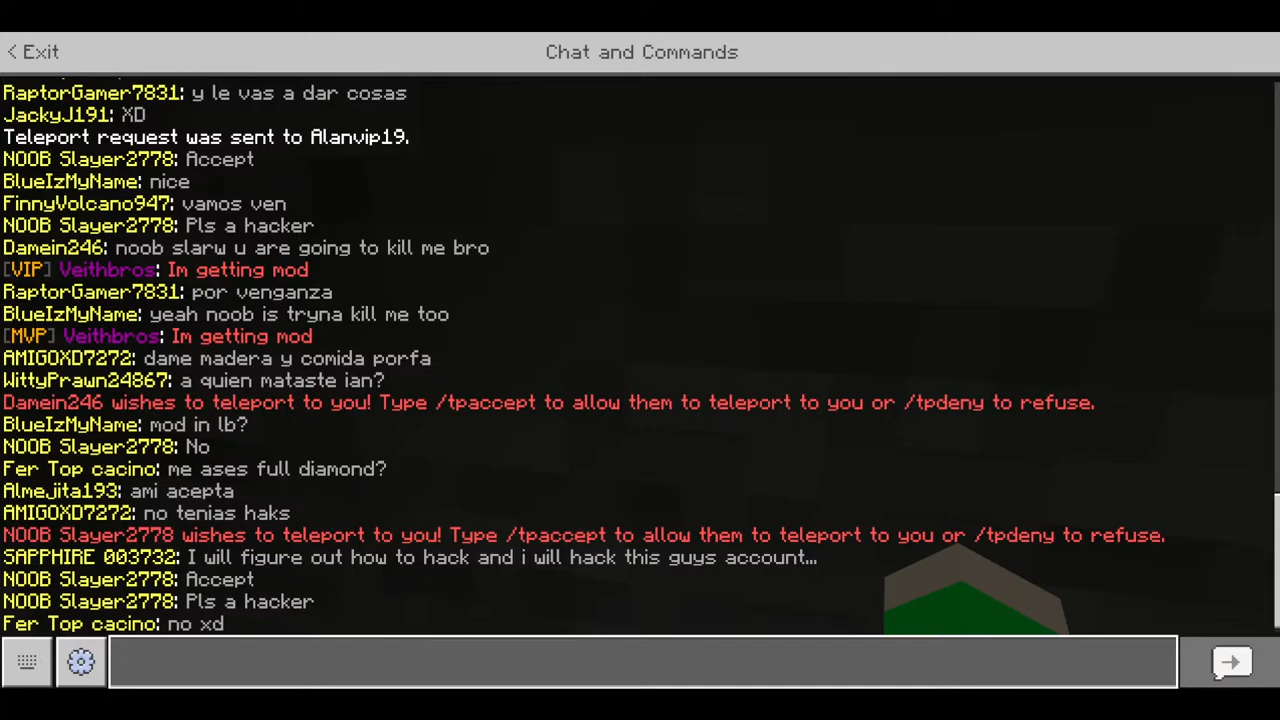 < Exit
Chat and Commands
RaptorGamer7831: y le vas a dar cosas
JackyJ191: XD
Teleport request was sent to Alanvip19.
NOOB Slayer2778: Accept
BlueIzMyName: nice
FinnyVolcano947: vamos ven
NOOB Slayer2778: Pls a hacker
Damein246: noob slarw u are going to kill me bro
[VIP] Veithbros: Im getting mod
RaptorGamer7831: por venganza
BlueIzMyName: yeah noob is tryna kill me too
[MVP] Veithbros: Im getting mod
AMIGOXD7272: dame madera y comida porfa
WittyPrawn24867: a quien mataste ian?
Damein246 wishes to teleport to you! Type /tpaccept to allow them to teleport to you or /tpdeny to refuse.
BlueIzMyName: mod in lb?
NOOB Slayer2778: No
Fer Top cacino: me ases full diamond?
Almejita193: ami acepta
AMIGOXD7272: no tenias haks
NOOB Slayer2778 wishes to teleport to you! Type /tpaccept to allow them to teleport to you or /tpdeny to refuse.
SAPPHIRE 003732: I will figure out how to hack and i will hack this guys account...
NOOB Slayer2778: Accept
NOOB Slayer2778: Pls a hacker
Fer Top cacino: no xd